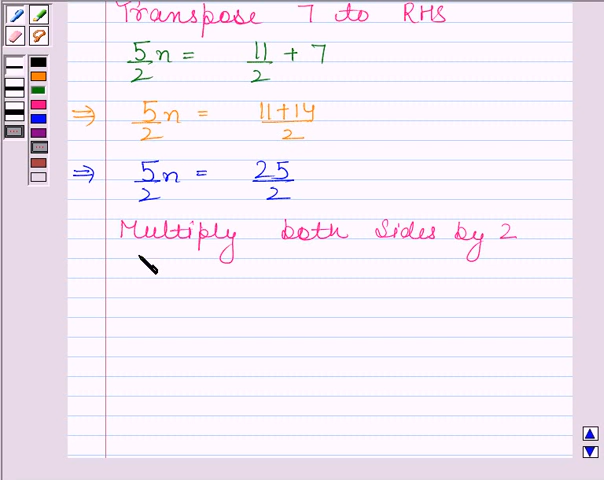 Transpose 7 to RHS
5/2 x = 11/2 + 7
⇒ 5/2 x = 11+14/2
⇒ 5/2 x = 25/2
Multiply both sides by 2